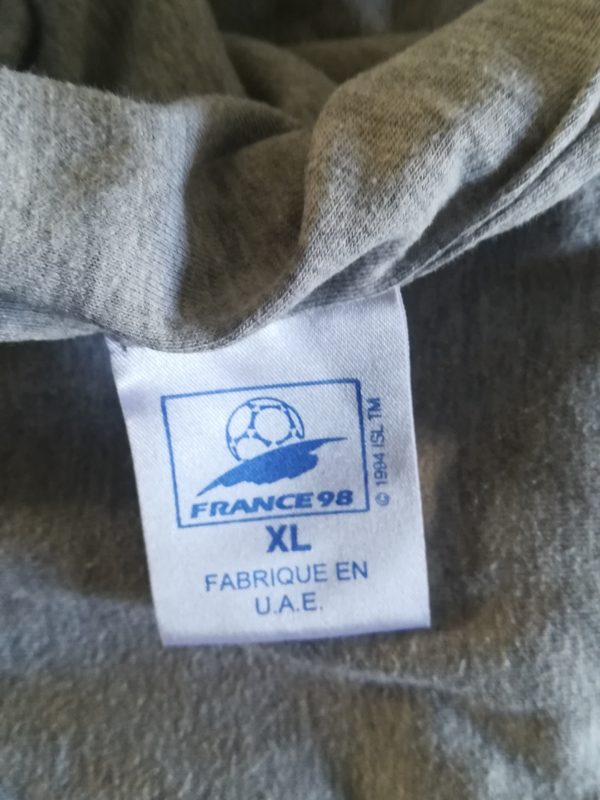 FRANCE 98
© 1994 ISL TM
XL
FABRIQUE EN
U.A.E.